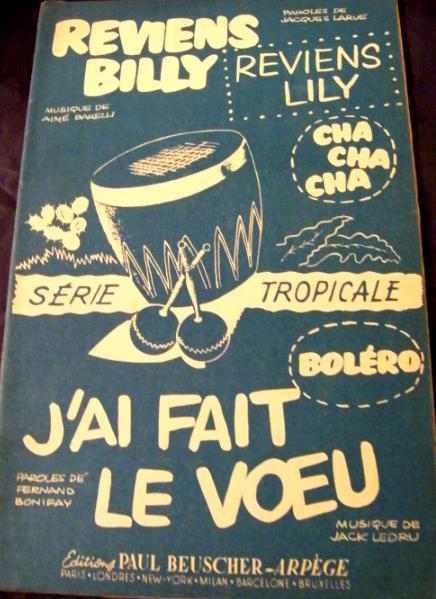 PAROLES DE
JACQUES LARUE
REVIENS
BILLY
REVIENS
LILY
MUSIQUE DE
AIMÉ BARELLI
CHA
CHA
CHA
SÉRIE TROPICALE
BOLÉRO
J'AI FAIT
LE VOEU
PAROLES DE
FERNAND
BONIFAY
MUSIQUE DE
JACK LEDRU
Éditions PAUL BEUSCHER-ARPÈGE
PARIS-LONDRES-NEW-YORK-MILAN-BARCELONE-BRUXELLES